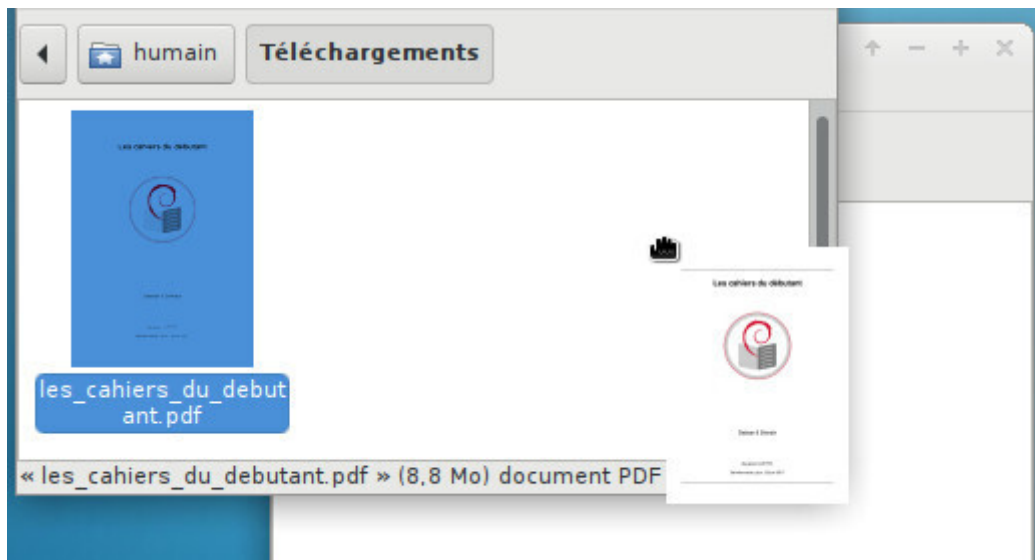 humain
Téléchargements
Les cahiers du débutant
les_cahiers_du_debut
ant.pdf
Les cahiers du débutant
« les_cahiers_du_debutant.pdf » (8,8 Mo) document PDF